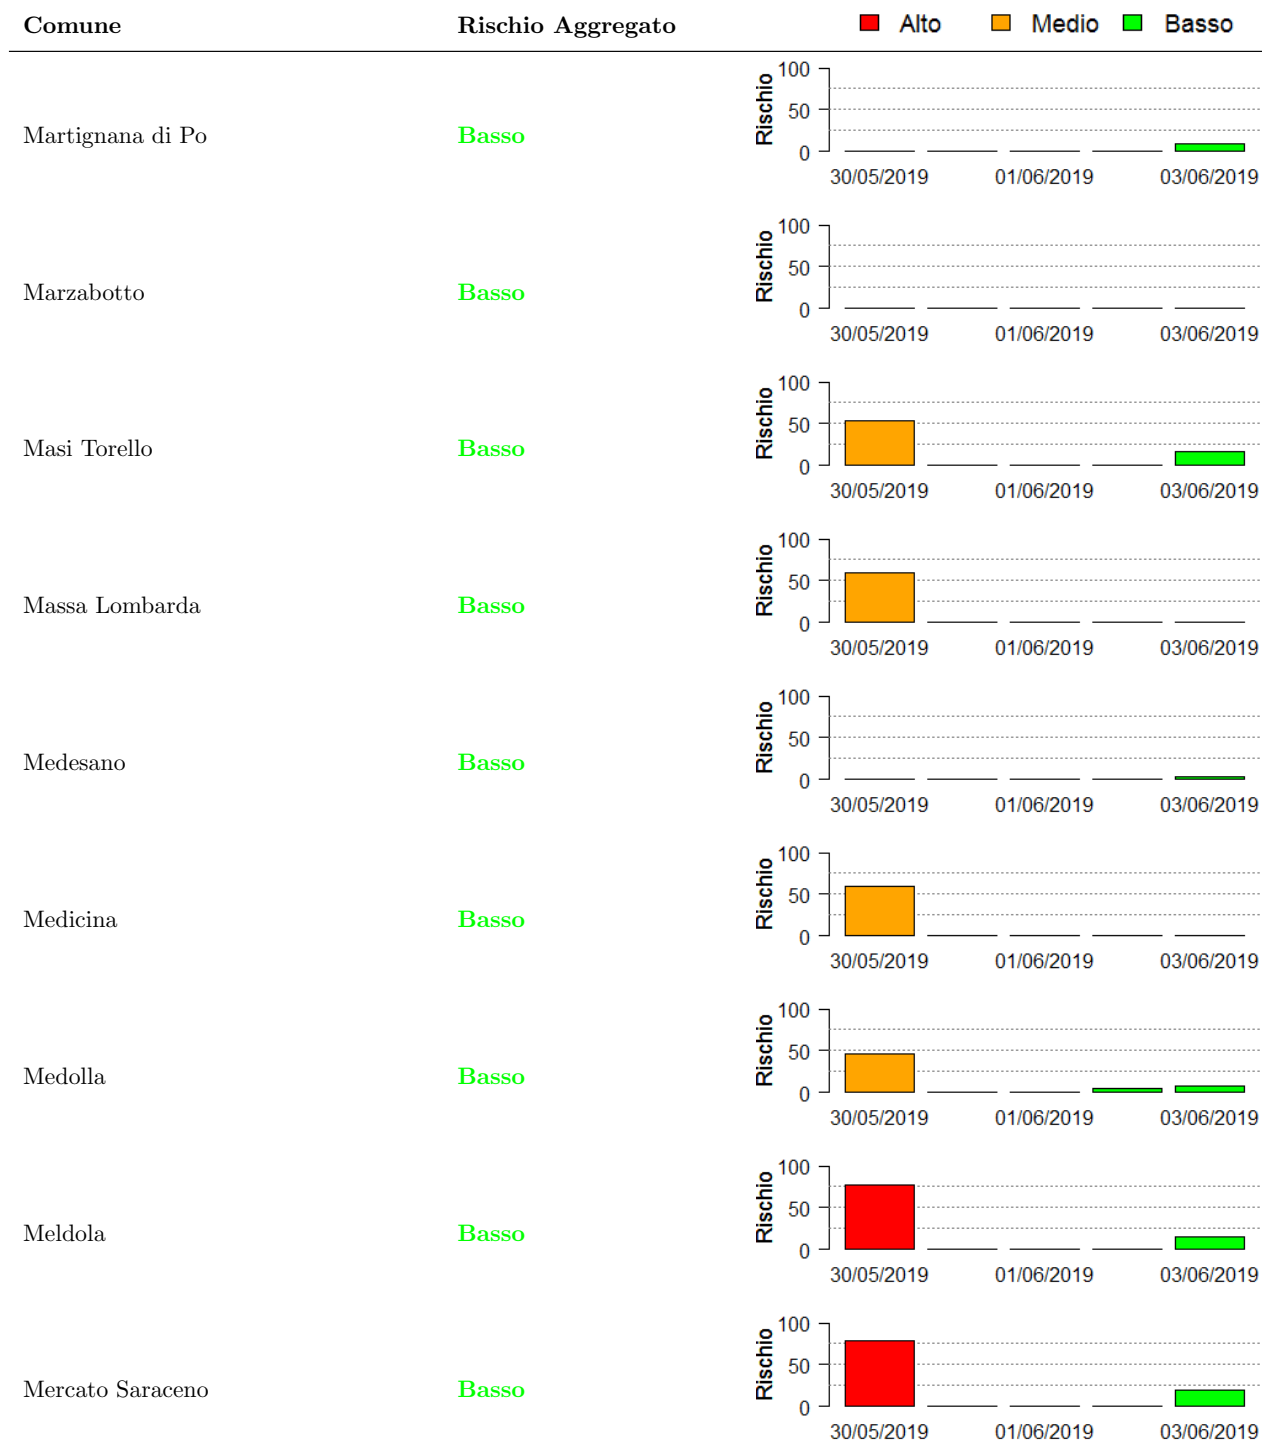 Comune Rischio Aggregato Alto Medio Basso
Martignana di Po Basso Rischio 100 50 0
30/05/2019 01/06/2019 03/06/2019
Marzabotto Basso Rischio 100 50 0
30/05/2019 01/06/2019 03/06/2019
Masi Torello Basso Rischio 100 50 0
30/05/2019 01/06/2019 03/06/2019
Massa Lombarda Basso Rischio 100 50 0
30/05/2019 01/06/2019 03/06/2019
Medesano Basso Rischio 100 50 0
30/05/2019 01/06/2019 03/06/2019
Medicina Basso Rischio 100 50 0
30/05/2019 01/06/2019 03/06/2019
Medolla Basso Rischio 100 50 0
30/05/2019 01/06/2019 03/06/2019
Meldola Basso Rischio 100 50 0
30/05/2019 01/06/2019 03/06/2019
Mercato Saraceno Basso Rischio 100 50 0
30/05/2019 01/06/2019 03/06/2019